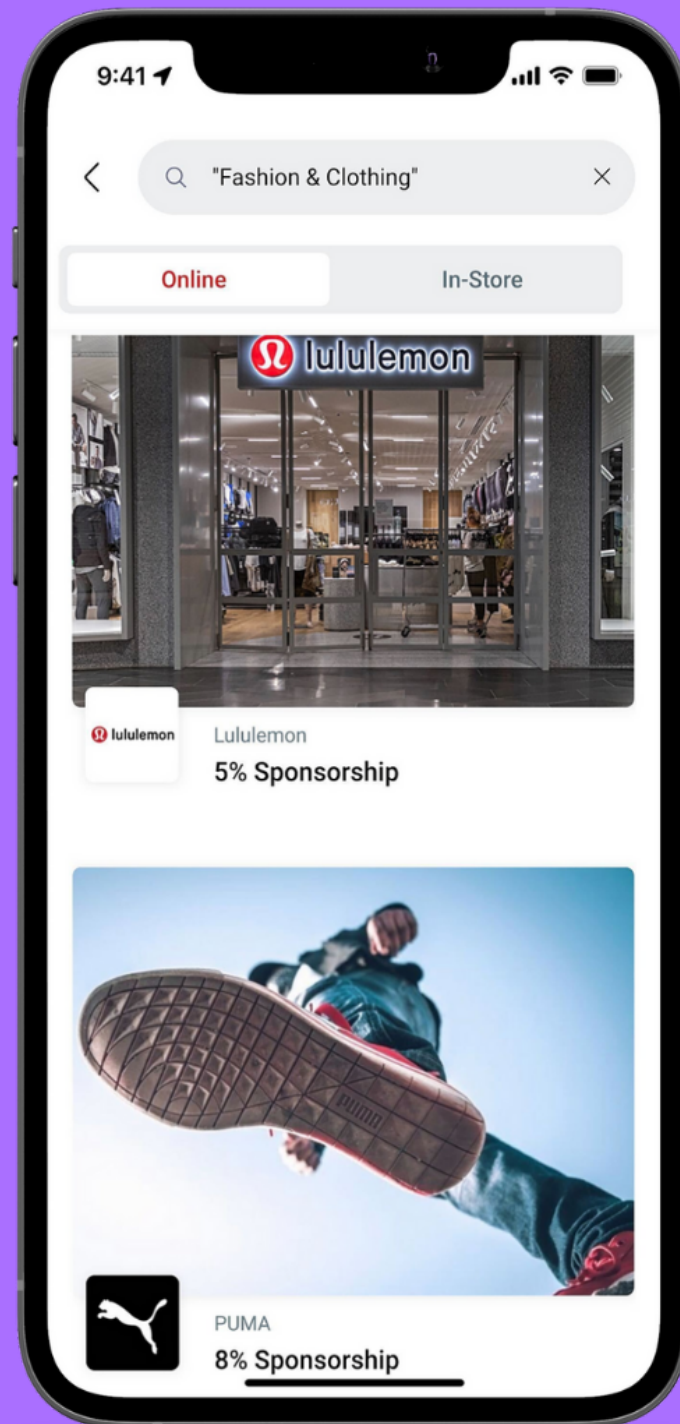 9:41
"Fashion & Clothing"
Online
In-Store
lululemon
lululemon
Lululemon
5% Sponsorship
PUMA
PUMA
8% Sponsorship